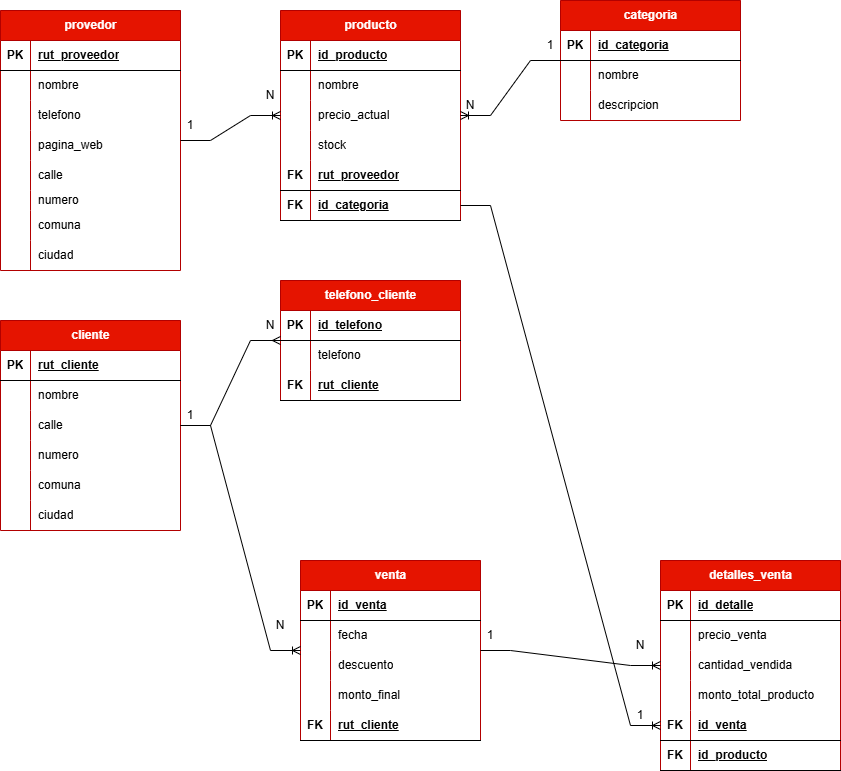 provedor
PK rut_proveedor
nombre
telefono
pagina_web
calle
numero
comuna
ciudad
1
N
producto
PK id_producto
nombre
precio_actual
stock
FK rut_proveedor
FK id_categoria
N
1
categoria
PK id_categoria
nombre
descripcion
cliente
PK rut_cliente
nombre
calle
numero
comuna
ciudad
1
N
telefono_cliente
PK id_telefono
telefono
FK rut_cliente
N
venta
PK id_venta
fecha
descuento
monto_final
FK rut_cliente
1
N
1
detalles_venta
PK id_detalle
precio_venta
cantidad_vendida
monto_total_producto
FK id_venta
FK id_producto